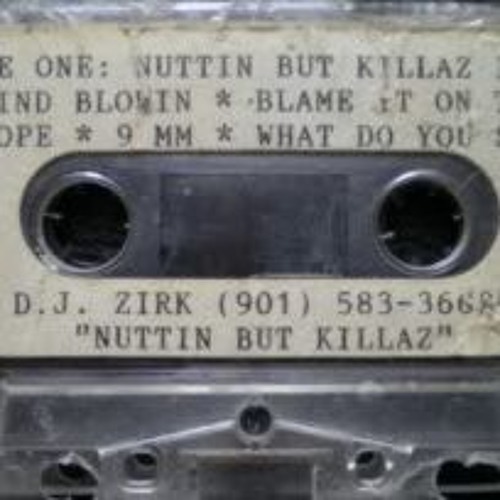 E ONE: NUTTIN BUT KILLAZ
IND BLOWIN * BLAME IT ON
OPE * 9 MM * WHAT DO YOU
D.J. ZIRK (901) 583-3668
"NUTTIN BUT KILLAZ"